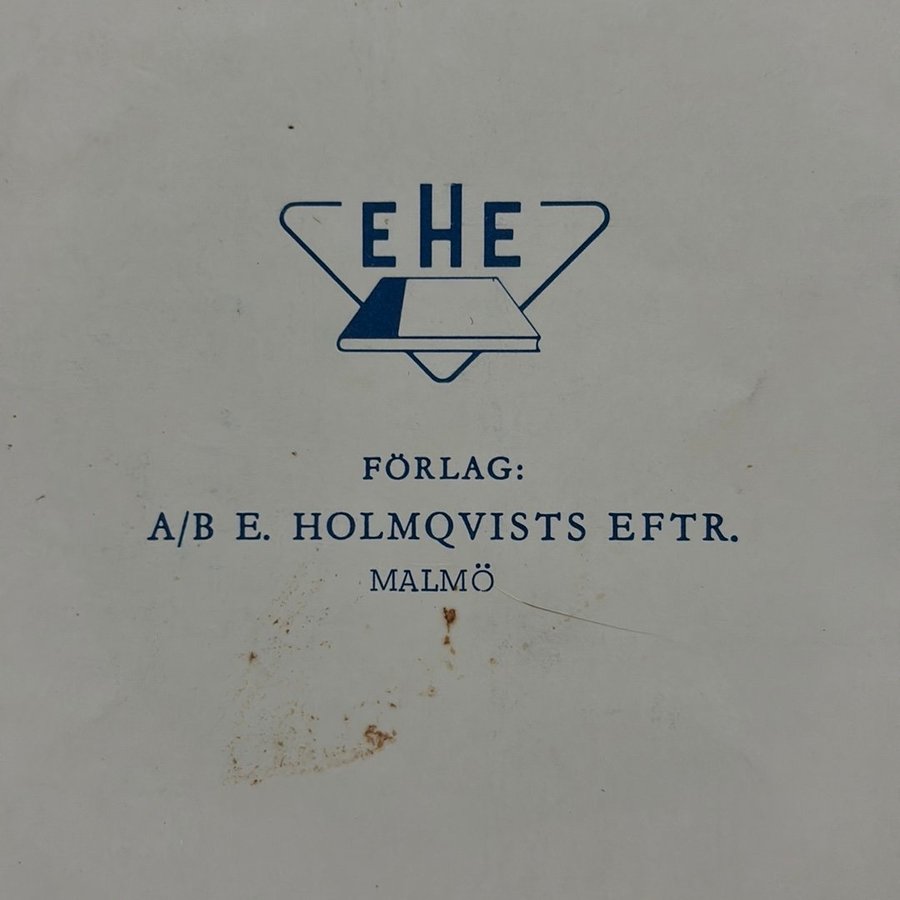 EHE
FÖRLAG:
A/B E. HOLMQVISTS EFTR.
MALMÖ